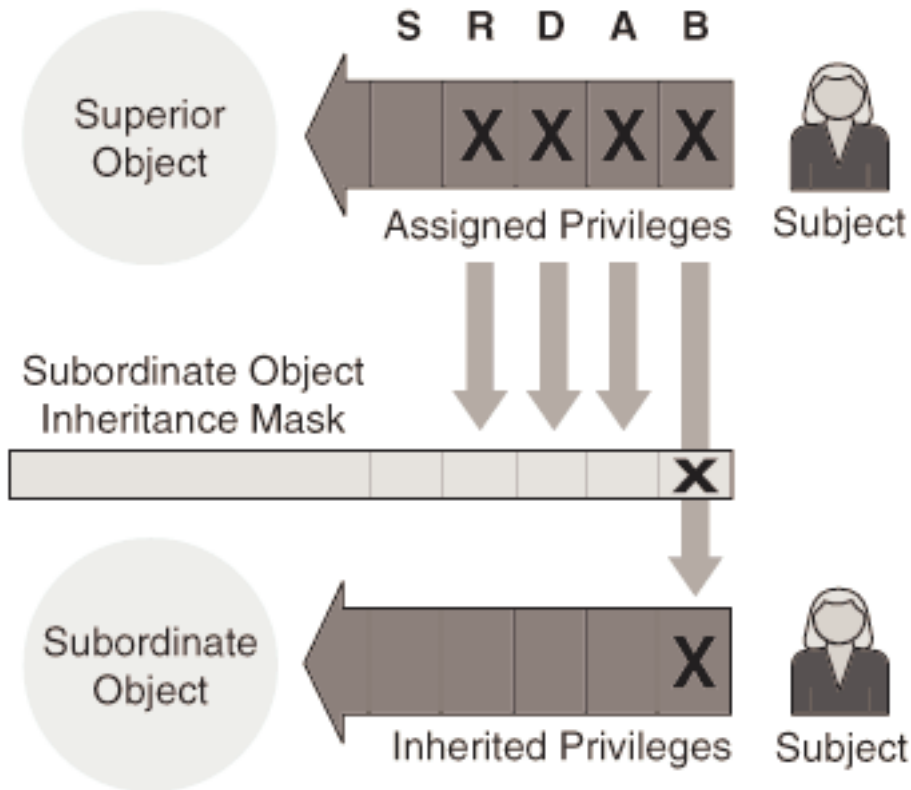 S R D A B
Superior
Object
X X X X
Assigned Privileges
Subject
Subordinate Object
Inheritance Mask
X
Subordinate
Object
X
Inherited Privileges
Subject